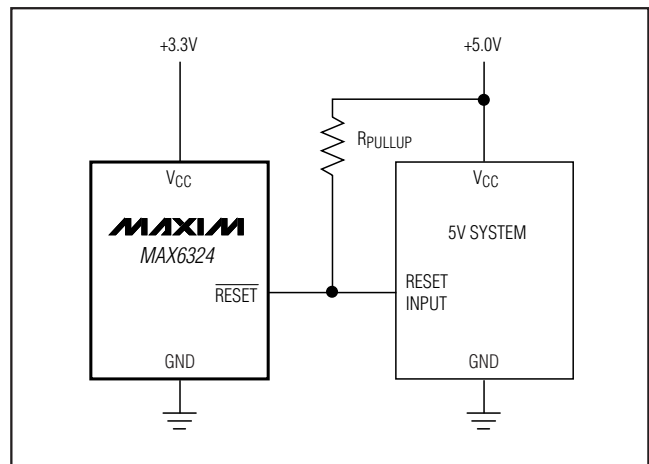 +3.3V
+5.0V
RPULLUP
VCC
VCC
MAXIM
MAX6324
5V SYSTEM
RESET
RESET
INPUT
GND
GND